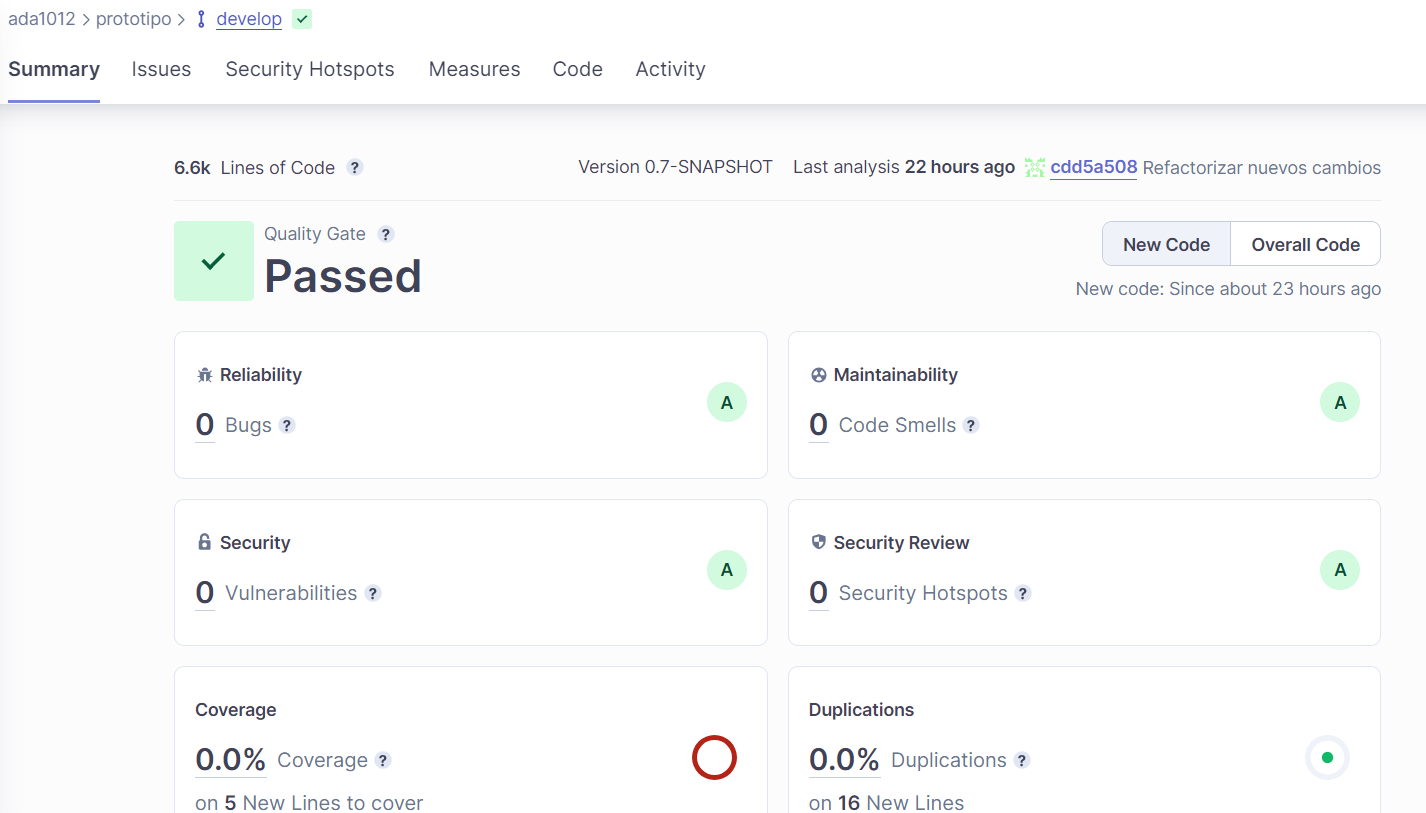 ada1012 > prototipo > develop
Summary Issues Security Hotspots Measures Code Activity
6.6k Lines of Code ? Version 0.7-SNAPSHOT Last analysis 22 hours ago cdd5a508 Refactorizar nuevos cambios
Quality Gate ?
Passed
New Code Overall Code
New code: Since about 23 hours ago
Reliability
0 Bugs ?
A
Maintainability
0 Code Smells ?
A
Security
0 Vulnerabilities ?
A
Security Review
0 Security Hotspots ?
A
Coverage
0.0% Coverage ?
on 5 New Lines to cover
Duplications
0.0% Duplications ?
on 16 New Lines